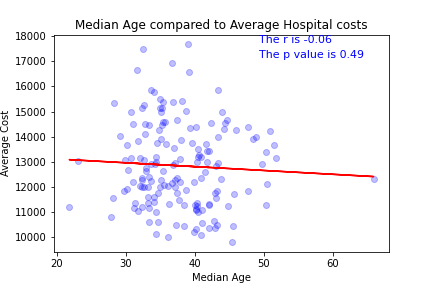 Median Age compared to Average Hospital costs
The r is -0.06
The p value is 0.49
18000
17000
16000
15000
14000
13000
12000
11000
10000
Average Cost
20
30
40
50
60
Median Age